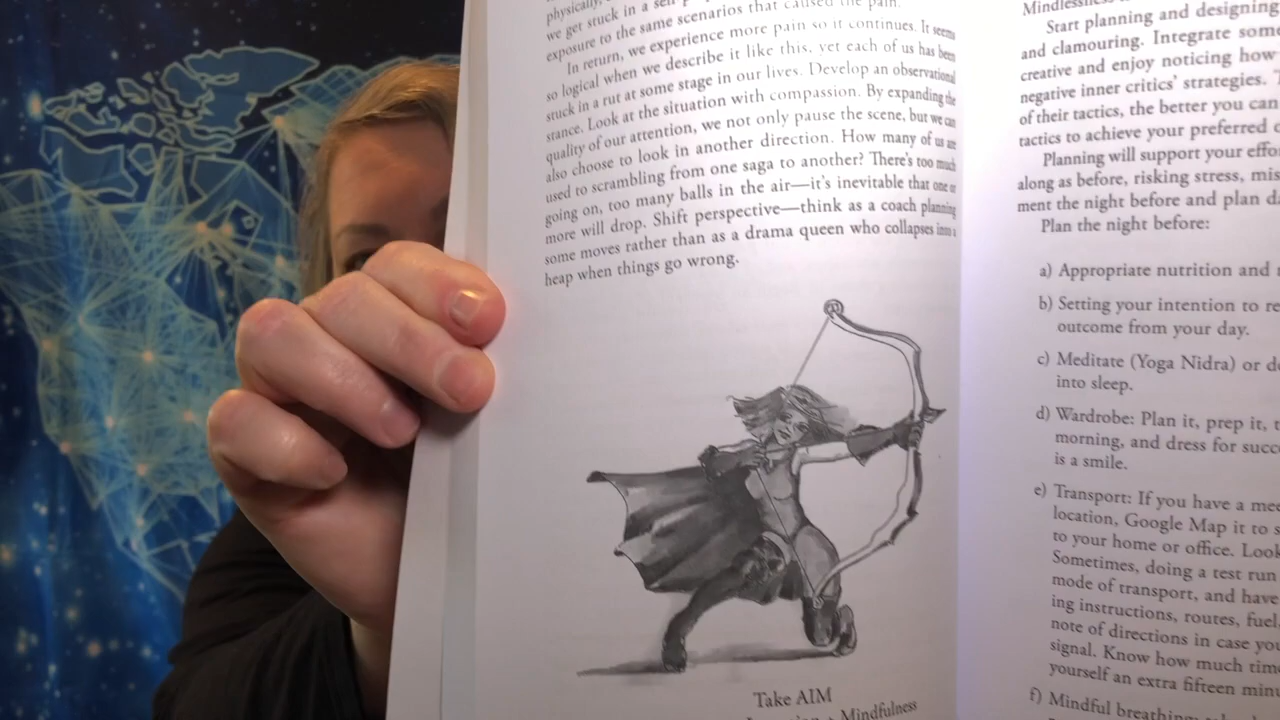 physically,
we get stuck in a self
exposure to the same scenarios that caused the pain.
In return, we experience more pain so it continues. It seems
so logical when we describe it like this, yet each of us has been
stuck in a rut at some stage in our lives. Develop an observational
stance. Look at the situation with compassion. By expanding the
quality of our attention, we not only pause the scene, but we can
also choose to look in another direction. How many of us are
used to scrambling from one saga to another? There's too much
going on, too many balls in the air—it's inevitable that one or
more will drop. Shift perspective—think as a coach planning
some moves rather than as a drama queen who collapses into a
heap when things go wrong.
Take AIM
+ Mindfulness
Mindlessness
Start planning and designing
and clamouring. Integrate some
creative and enjoy noticing how
negative inner critics' strategies.
of their tactics, the better you can
tactics to achieve your preferred
Planning will support your
along as before, risking stress,
ment the night before and plan
Plan the night before:
a) Appropriate nutrition and
b) Setting your intention to
outcome from your day.
c) Meditate (Yoga Nidra) or
into sleep.
d) Wardrobe: Plan it, prep it,
morning, and dress for
is a smile.
e) Transport: If you have a
location, Google Map it to
to your home or office. Look
Sometimes, doing a test run
mode of transport, and have
ing instructions, routes, fuel
note of directions in case you
signal. Know how much time
yourself an extra fifteen
f) Mindful breathing